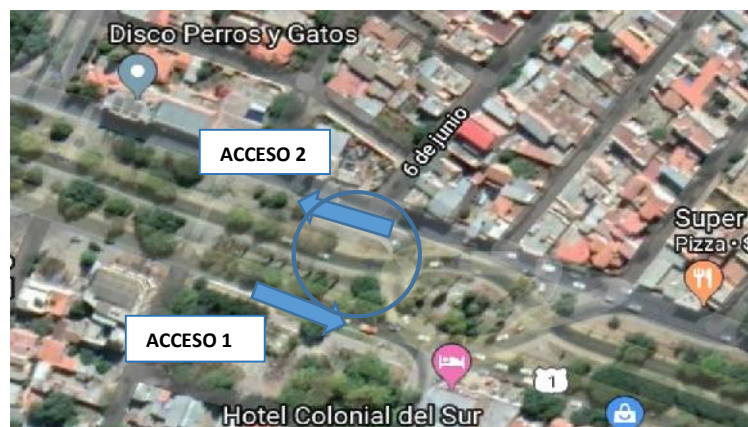 Disco Perros y Gatos
ACCESO 2
6 de junio
Super
Pizza • S
ACCESO 1
1
Hotel Colonial del Sur